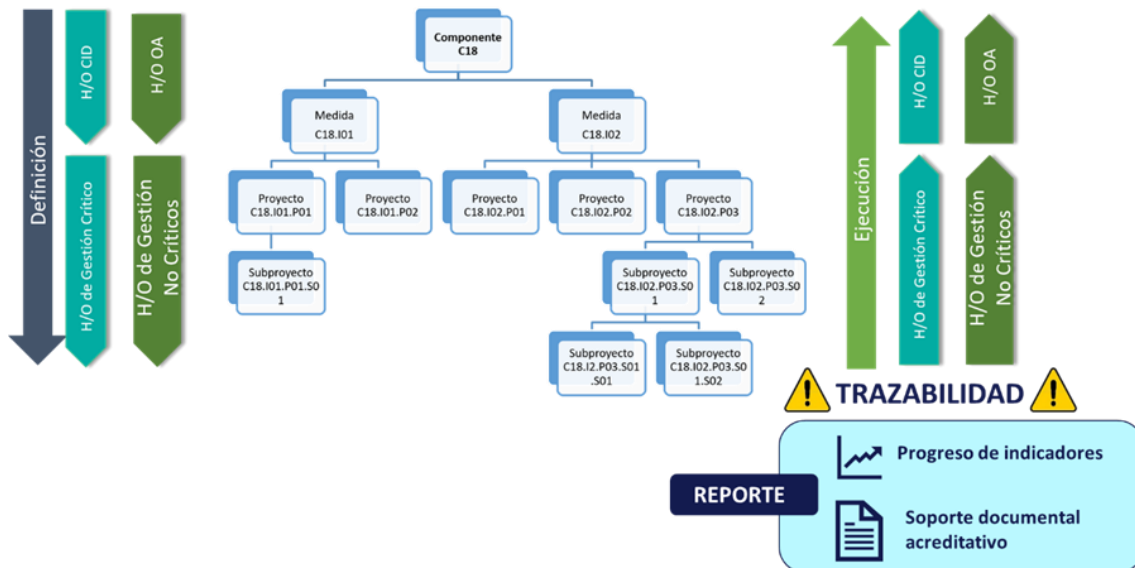 Definición
H/O CID
H/O OA
H/O de Gestión Crítico
H/O de Gestión
No Críticos
Componente
C18
Medida
C18.I01
Medida
C18.I02
Proyecto
C18.I01.P01
Proyecto
C18.I01.P02
Proyecto
C18.I02.P01
Proyecto
C18.I02.P02
Proyecto
C18.I02.P03
Subproyecto
C18.I01.P01.S0
1
Subproyecto
C18.I02.P03.S0
1
Subproyecto
C18.I02.P03.S0
2
Subproyecto
C18.I2.P03.S01
.S01
Subproyecto
C18.I02.P03.S0
1.S02
Ejecución
H/O CID
H/O OA
H/O de Gestión Crítico
H/O de Gestión
No Críticos
TRAZABILIDAD
REPORTE
Progreso de indicadores
Soporte documental
acreditativo